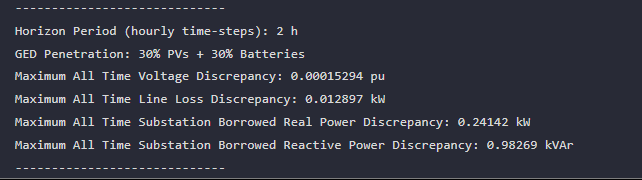 ------------------------------
Horizon Period (hourly time-steps): 2 h
GED Penetration: 30% PVs + 30% Batteries
Maximum All Time Voltage Discrepancy: 0.00015294 pu
Maximum All Time Line Loss Discrepancy: 0.012897 kW
Maximum All Time Substation Borrowed Real Power Discrepancy: 0.24142 kW
Maximum All Time Substation Borrowed Reactive Power Discrepancy: 0.98269 kVAr
------------------------------